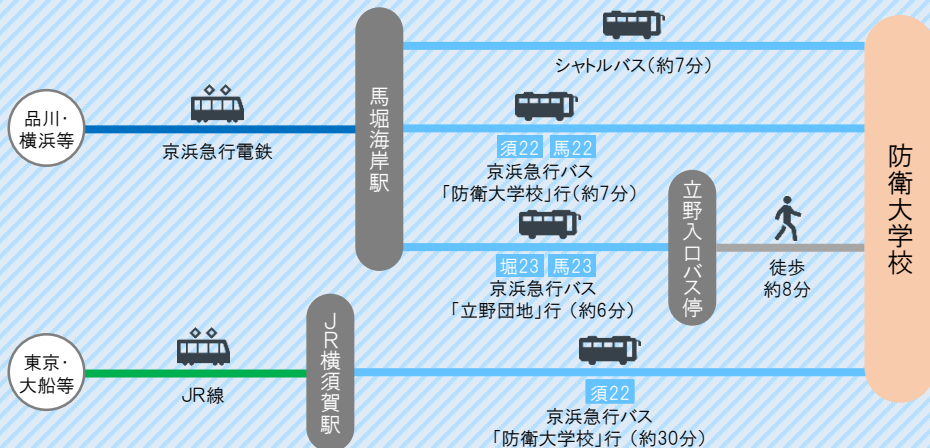 品川・
横浜等
京浜急行電鉄
馬堀海岸駅
シャトルバス(約7分)
須22 馬22
京浜急行バス
「防衛大学校」行(約7分)
堀23 馬23
京浜急行バス
「立野団地」行 (約6分)
立野入口バス停
徒歩
約8分
防衛大学校
東京・
大船等
JR線
JR横須賀駅
須22
京浜急行バス
「防衛大学校」行 (約30分)